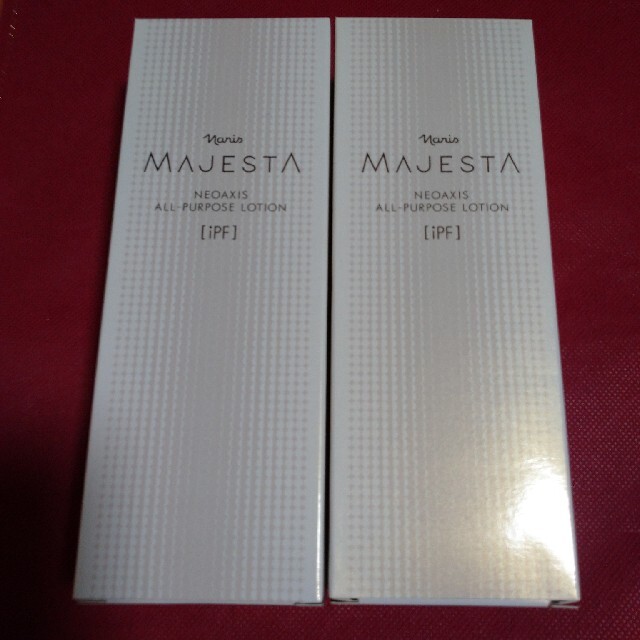 naris
MAJESTA
NEOAXIS
ALL-PURPOSE LOTION
[iPF]
naris
MAJESTA
NEOAXIS
ALL-PURPOSE LOTION
[iPF]